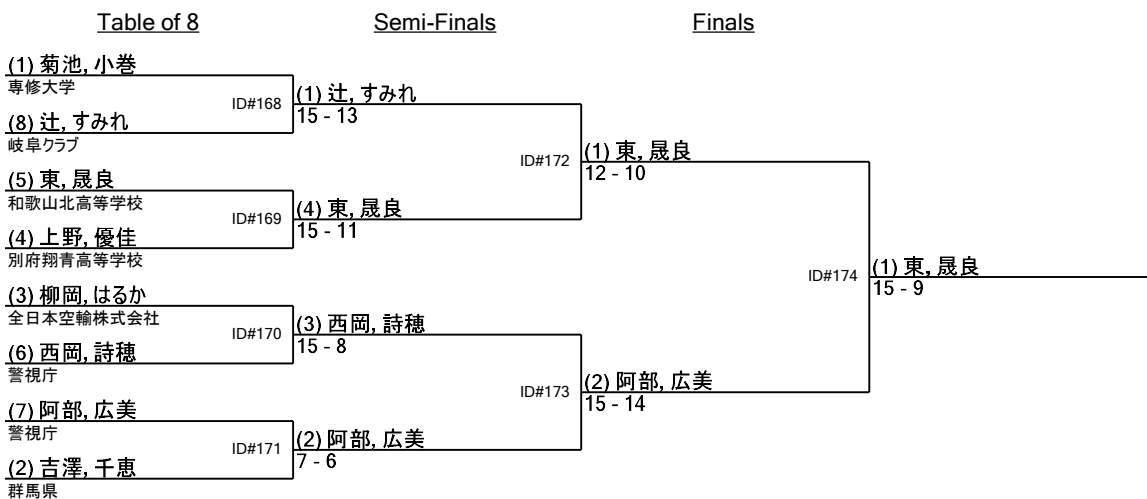 Table of 8
Semi-Finals
Finals
(1) 菊池, 小巻
専修大学
ID#168
(1) 辻, すみれ
15 - 13
(8) 辻, すみれ
岐阜クラブ
ID#172
(1) 東, 晟良
12 - 10
(5) 東, 晟良
和歌山北高等学校
ID#169
(4) 東, 晟良
15 - 11
(4) 上野, 優佳
別府翔青高等学校
ID#174
(1) 東, 晟良
15 - 9
(3) 柳岡, はるか
全日本空輸株式会社
ID#170
(3) 西岡, 詩穂
15 - 8
(6) 西岡, 詩穂
警視庁
ID#173
(2) 阿部, 広美
15 - 14
(7) 阿部, 広美
警視庁
ID#171
(2) 阿部, 広美
7 - 6
(2) 吉澤, 千恵
群馬県